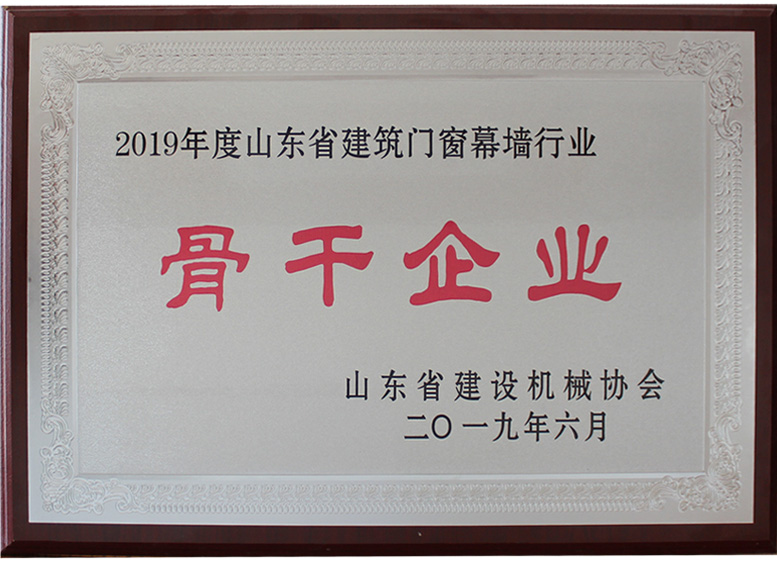 2019年度山东省建筑门窗幕墙行业
骨干企业
山东省建设机械协会
二〇一九年六月